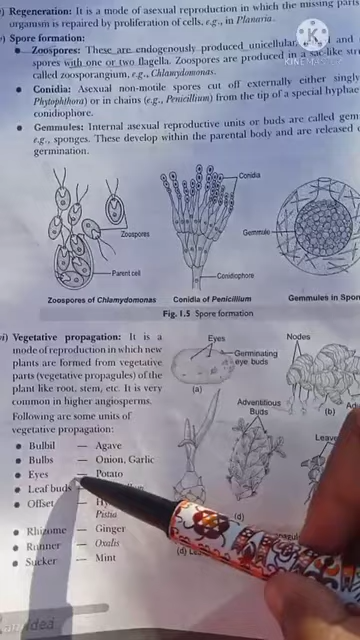 Regeneration: It is a mode of asexual reproduction in which the missing parts
organism is repaired by proliferation of cells, e.g., in Planaria.
Spore formation:
• Zoospores: These are endogenously produced unicellular, and
spores with one or two flagella. Zoospores are produced in a sac-like
called zoosporangium, e.g., Chlamydomonas.
• Conidia: Asexual non-motile spores cut off externally either singly
Phytophthora) or in chains (e.g., Penicillium) from the tip of a special hyphae
conidiophore.
• Gemmules: Internal asexual reproductive units or buds are called
e.g., sponges. These develop within the parental body and are released
germination.
KINEMASTER
Conidia
Zoospores
Gemmule
Parent cell
Conidiophore
Zoospores of Chlamydomonas
Conidia of Penicillium
Gemmules in
Fig. 1.5 Spore formation
vi) Vegetative propagation: It is a
mode of reproduction in which new
plants are formed from vegetative
parts (vegetative propagules) of the
plant like root, stem, etc. It is very
common in higher angiosperms.
Following are some units of
vegetative propagation:
• Bulbil — Agave
• Bulbs — Onion, Garlic
• Eyes — Potato
• Leaf buds
• Offset
Pistia
• Rhizome — Ginger
• Runner — Oxalis
• Sucker — Mint
Eyes
Nodes
Germinating
eye buds
(a)
Adventitious
Buds
(b)
(d)
(d)